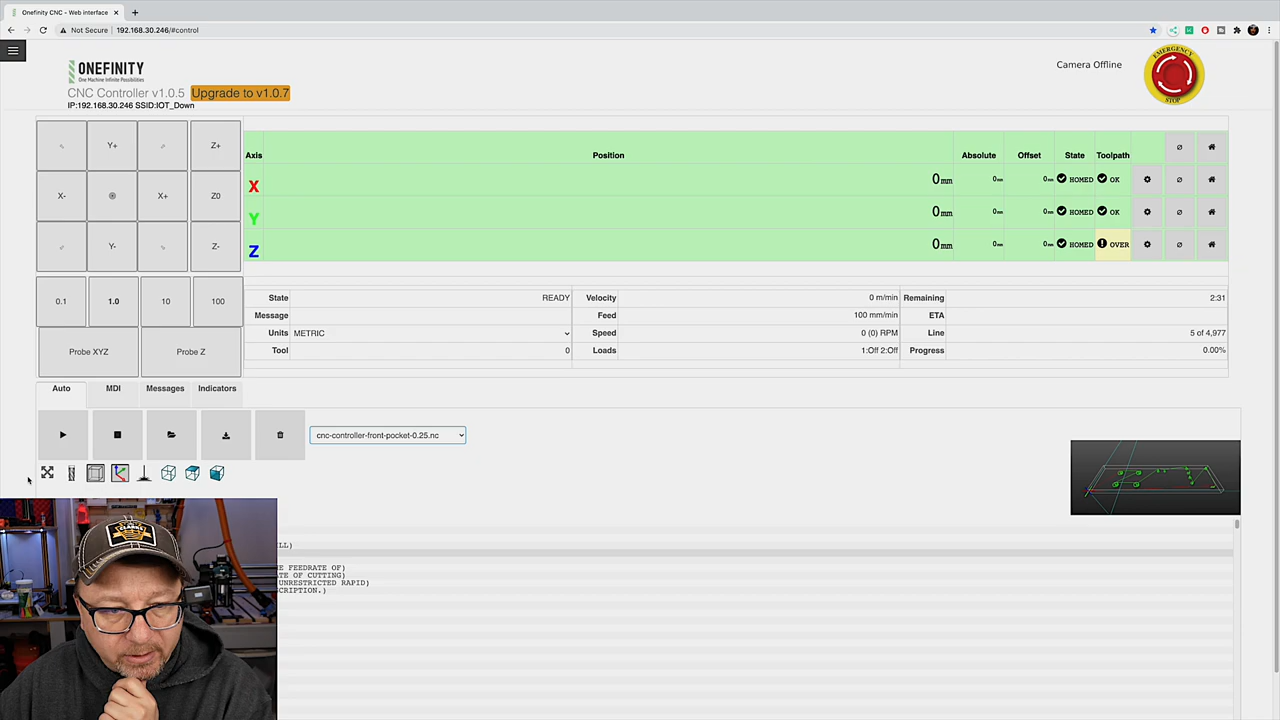 Onefinity CNC - Web interface
Not Secure 192.168.30.246/#control
ONEFINITY
One Machine Infinite Possibilities
CNC Controller v1.0.5 Upgrade to v1.0.7
IP:192.168.30.246 SSID:IOT_Down
Camera Offline
EMERGENCY
STOP
Y+ Z+
X- X+ Z0
Y- Z-
0.1 1.0 10 100
Probe XYZ Probe Z
Axis Position Absolute Offset State Toolpath
X 0mm 0mm 0mm HOMED OK
Y 0mm 0mm 0mm HOMED OK
Z 0mm 0mm 0mm HOMED OVER
State READY Velocity 0 m/min Remaining 2:31
Message Feed 100 mm/min ETA
Units METRIC Speed 0 (0) RPM Line 5 of 4,977
Tool 0 Loads 1:Off 2:Off Progress 0.00%
Auto MDI Messages Indicators
cnc-controller-front-pocket-0.25.nc
LL)
E FEEDRATE OF)
ATE OF CUTTING)
UNRESTRICTED RAPID)
CRIPTION.)
CLARKS